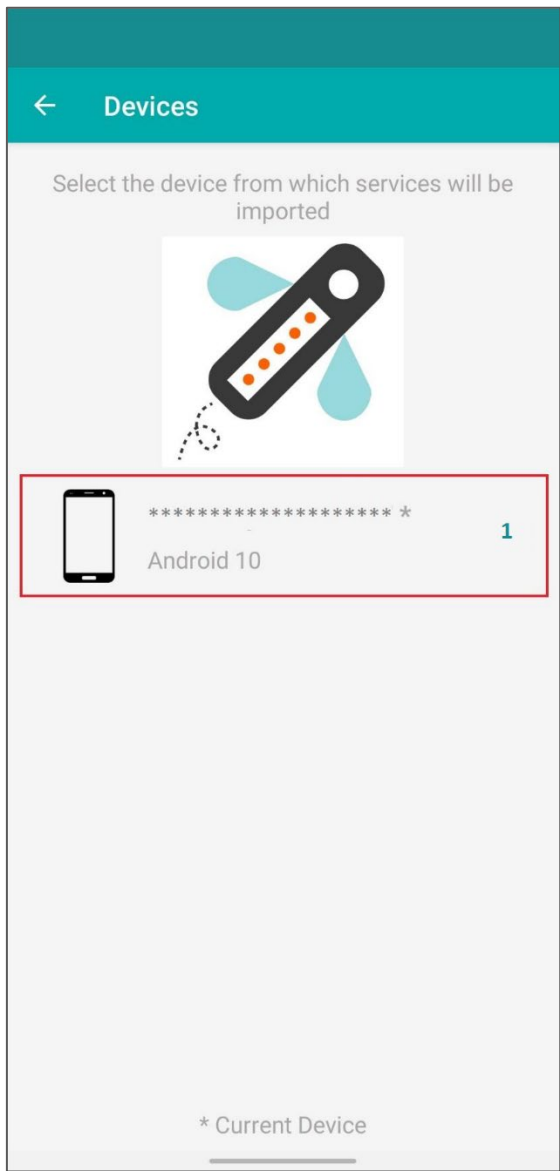 Devices
Select the device from which services will be
imported
******************** *
1
Android 10
* Current Device